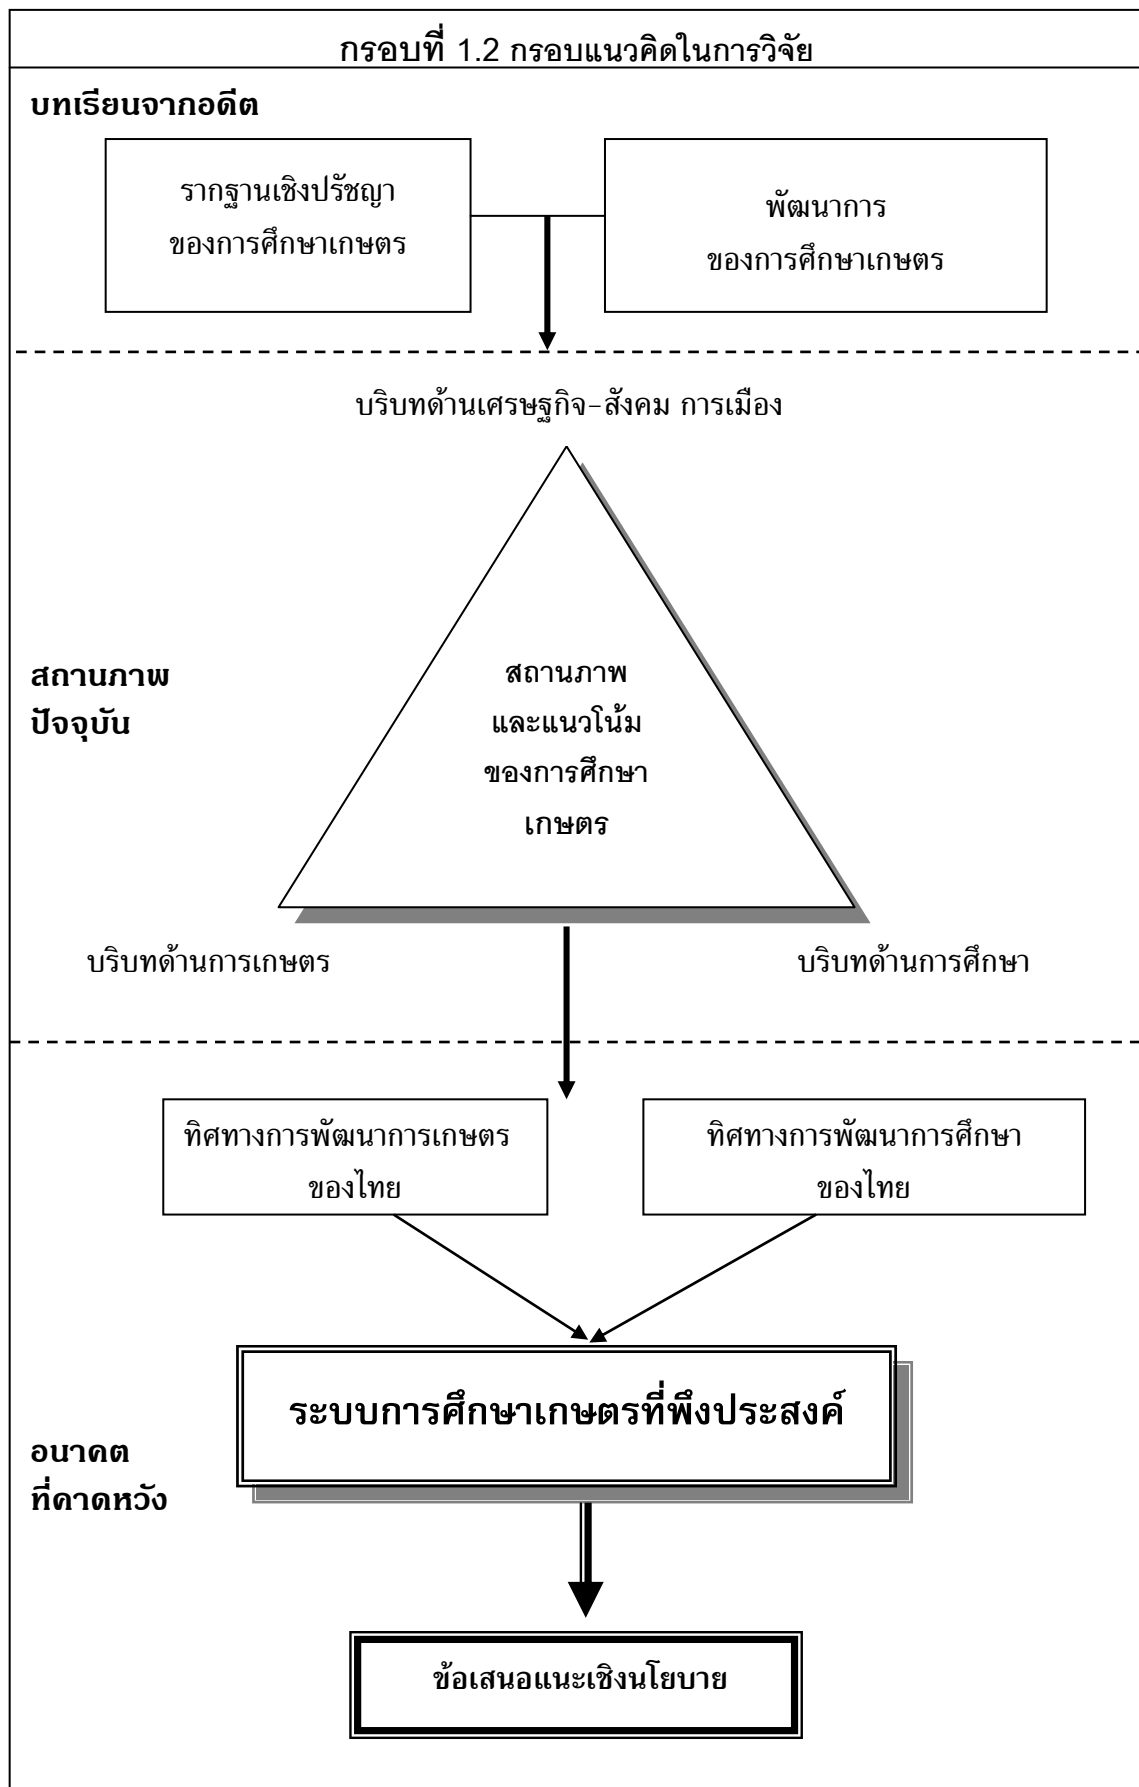 กรอบที่ 1.2 กรอบแนวคิดในการวิจัย
บทเรียนจากอดีต
รากฐานเชิงปรัชญา
ของการศึกษาเกษตร
พัฒนาการ
ของการศึกษาเกษตร
บริบทด้านเศรษฐกิจ-สังคม การเมือง
สถานภาพ
ปัจจุบัน
สถานภาพ
และแนวโน้ม
ของการศึกษา
เกษตร
บริบทด้านการเกษตร
บริบทด้านการศึกษา
ทิศทางการพัฒนาการเกษตร
ของไทย
ทิศทางการพัฒนาการศึกษา
ของไทย
ระบบการศึกษาเกษตรที่พึงประสงค์
อนาคต
ที่คาดหวัง
ข้อเสนอแนะเชิงนโยบาย